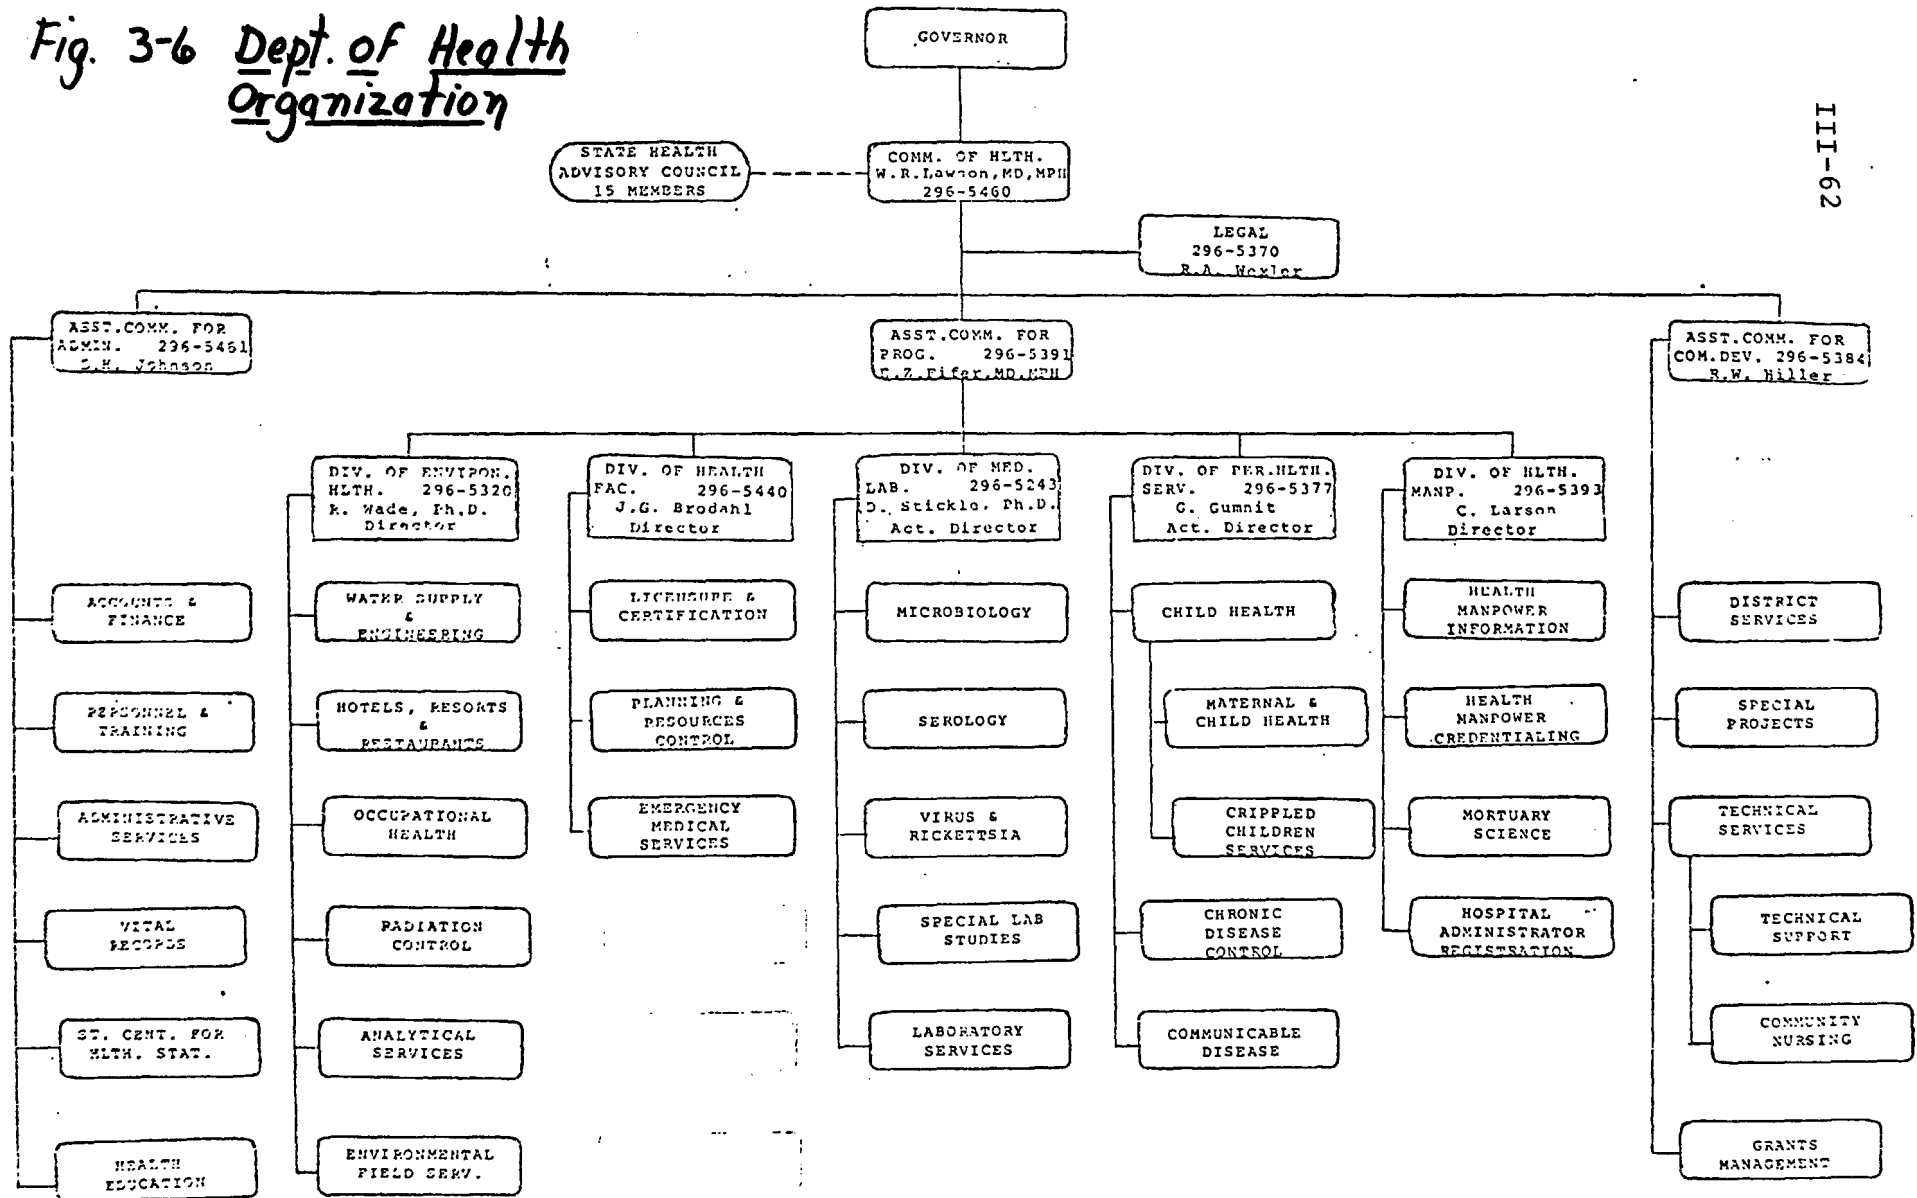 Fig. 3-6 Dept. of Health
Organization
III-62
GOVERNOR
STATE HEALTH
ADVISORY COUNCIL
15 MEMBERS
COMM. OF HLTH.
W.R.Lawson,MD,MPH
296-5460
LEGAL
296-5370
R.A. Wexler
ASST.COMM. FOR
ADMIN. 296-5461
Johnson
ASST.COMM. FOR
PROG. 296-5391
Fifer,MD,MPH
ASST.COMM. FOR
COM.DEV. 296-5384
R.W. Hiller
DIV. OF ENVIRON.
HLTH. 296-5320
R. Wade, Ph.D.
Director
DIV. OF HEALTH
FAC. 296-5440
J.G. Brodahl
Director
DIV. OF MED.
LAB. 296-5243
D. Stickle, Ph.D.
Act. Director
DIV. OF PER.HLTH.
SERV. 296-5377
G. Gumnit
Act. Director
DIV. OF HLTH.
MANP. 296-5393
C. Larson
Director
ACCOUNTS &
FINANCE
PERSONNEL &
TRAINING
ADMINISTRATIVE
SERVICES
VITAL
RECORDS
ST. CENT. FOR
HLTH. STAT.
HEALTH
EDUCATION
WATER SUPPLY
&
ENGINEERING
HOTELS, RESORTS
&
RESTAURANTS
OCCUPATIONAL
HEALTH
RADIATION
CONTROL
ANALYTICAL
SERVICES
ENVIRONMENTAL
FIELD SERV.
LICENSURE &
CERTIFICATION
PLANNING &
RESOURCES
CONTROL
EMERGENCY
MEDICAL
SERVICES
MICROBIOLOGY
SEROLOGY
VIRUS &
RICKETTSIA
SPECIAL LAB
STUDIES
LABORATORY
SERVICES
CHILD HEALTH
MATERNAL &
CHILD HEALTH
CRIPPLED
CHILDREN
SERVICES
CHRONIC
DISEASE
CONTROL
COMMUNICABLE
DISEASE
HEALTH
MANPOWER
INFORMATION
HEALTH
MANPOWER
CREDENTIALING
MORTUARY
SCIENCE
HOSPITAL
ADMINISTRATOR
REGISTRATION
DISTRICT
SERVICES
SPECIAL
PROJECTS
TECHNICAL
SERVICES
TECHNICAL
SUPPORT
COMMUNITY
NURSING
GRANTS
MANAGEMENT